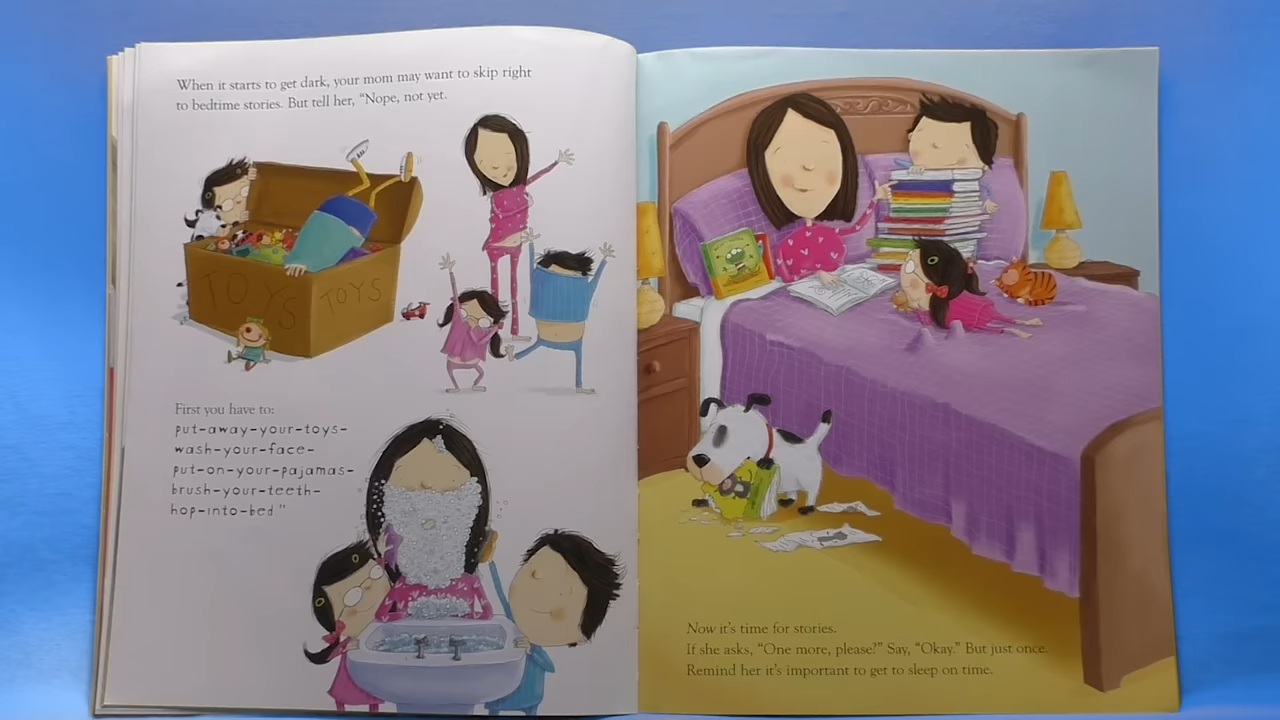 When it starts to get dark, your mom may want to skip right
to bedtime stories. But tell her, “Nope, not yet.
TOYS TOYS
First you have to:
put-away-your-toys-
wash-your-face-
put-on-your-pajamas-
brush-your-teeth-
hop-into-bed”
Now it’s time for stories.
If she asks, “One more, please?” Say, “Okay.” But just once.
Remind her it’s important to get to sleep on time.